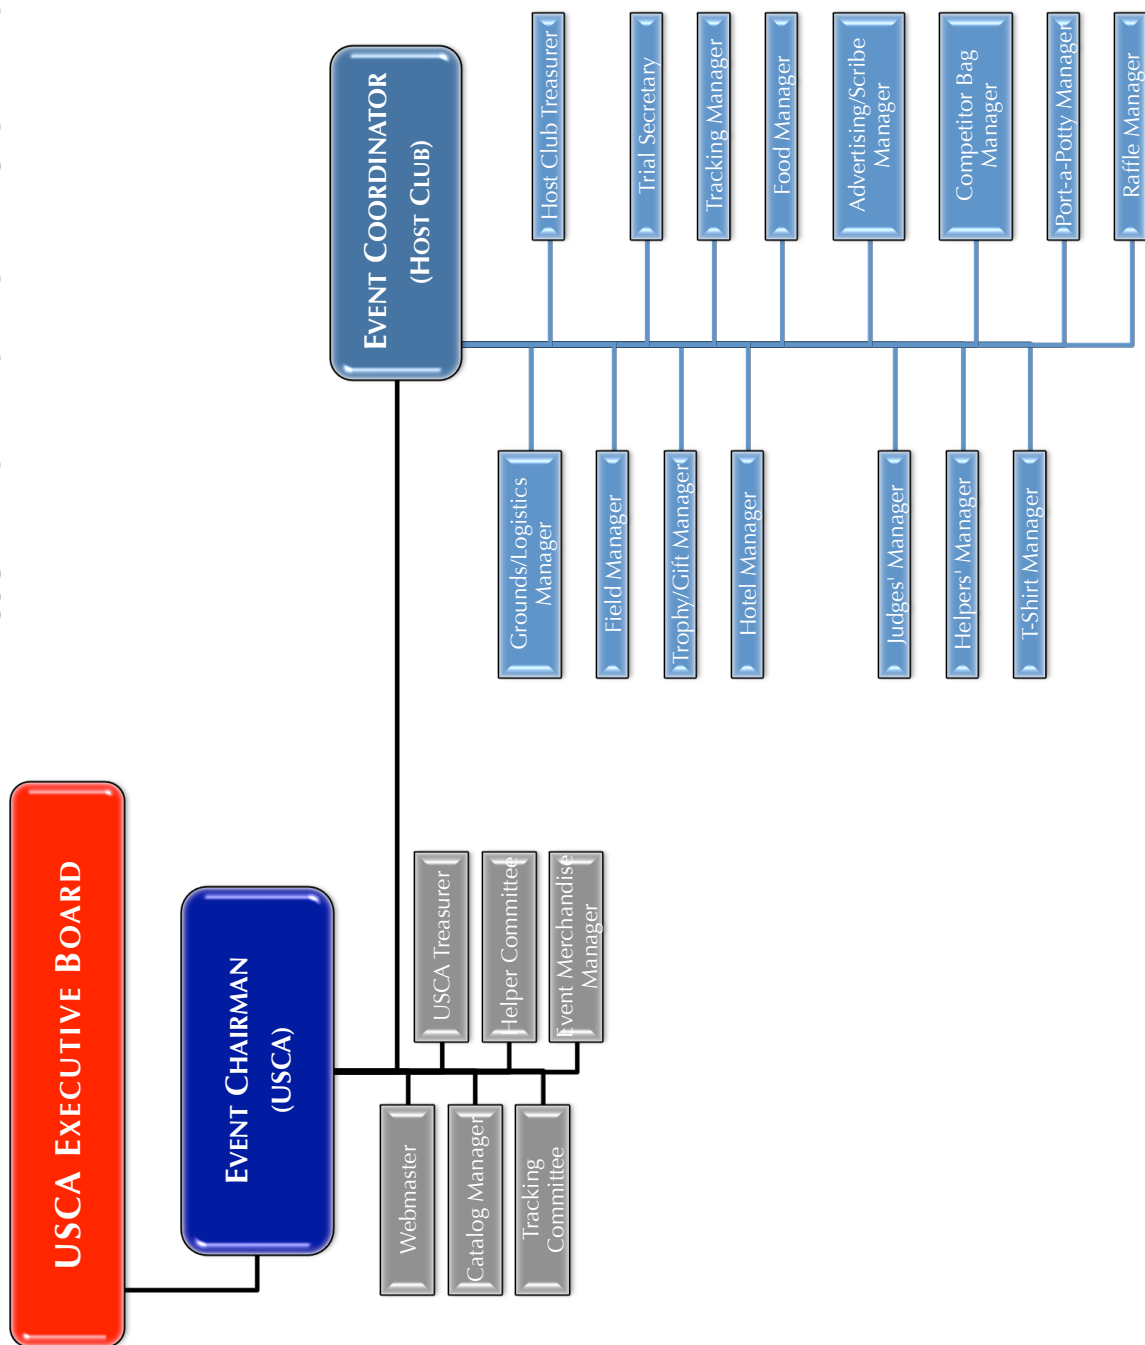 USCA EXECUTIVE BOARD
EVENT CHAIRMAN
(USCA)
Webmaster
USCA Treasurer
Catalog Manager
Helper Committee
Tracking
Committee
Event Merchandise
Manager
EVENT COORDINATOR
(HOST CLUB)
Grounds/Logistics
Manager
Host Club Treasurer
Field Manager
Trial Secretary
Trophy/Gift Manager
Tracking Manager
Hotel Manager
Food Manager
Advertising/Scribe
Manager
Judges' Manager
Competitor Bag
Manager
Helpers' Manager
Port-a-Potty Manager
T-Shirt Manager
Raffle Manager